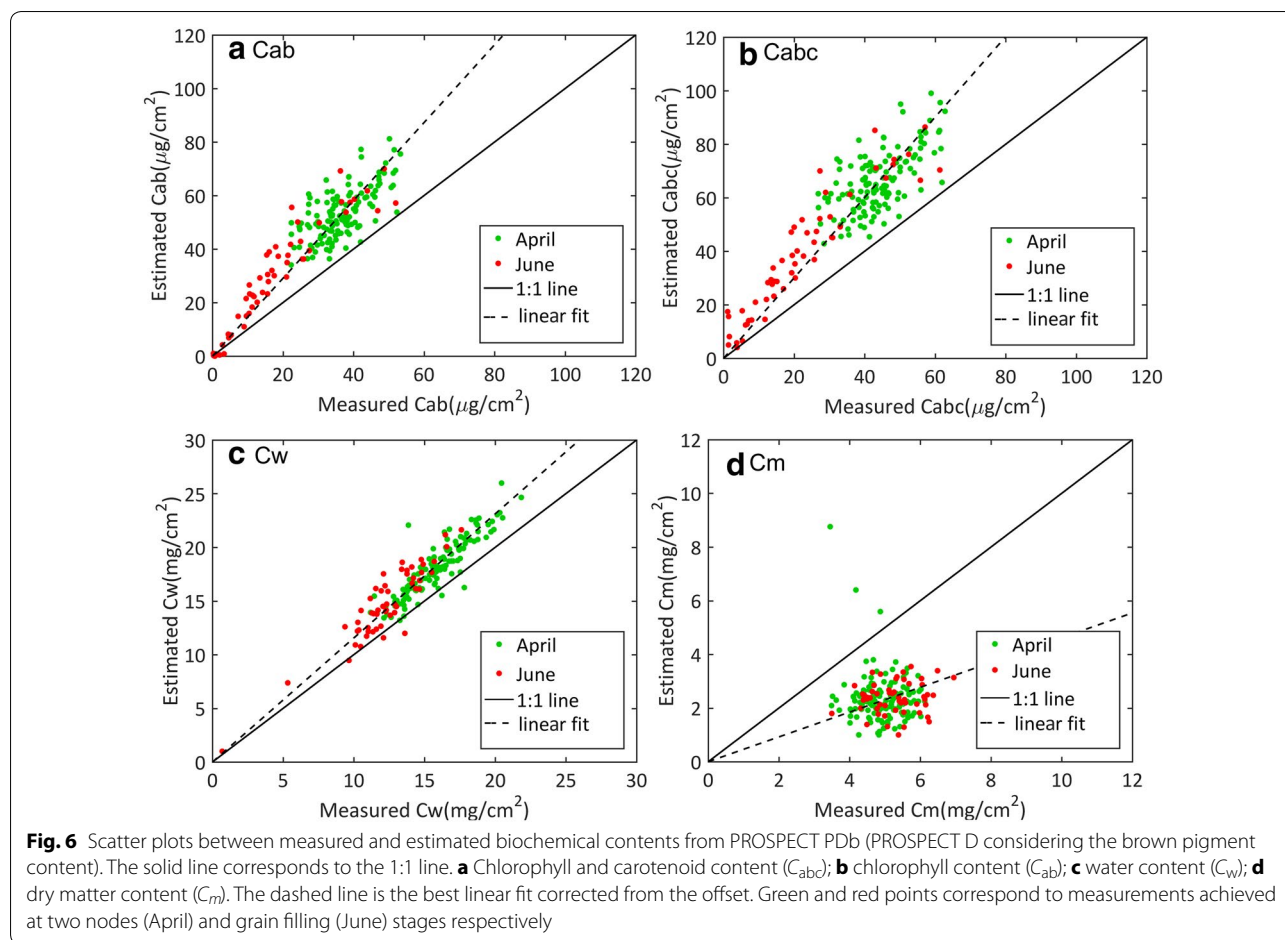 a Cab
Estimated Cab(μg/cm²)
120
100
80
60
40
20
0
April
June
1:1 line
linear fit
0 20 40 60 80 100 120
Measured Cab(μg/cm²)
b Cabc
Estimated Cabc(μg/cm²)
120
100
80
60
40
20
0
April
June
1:1 line
linear fit
0 20 40 60 80 100 120
Measured Cabc(μg/cm²)
c Cw
Estimated Cw(mg/cm²)
30
25
20
15
10
5
0
April
June
1:1 line
linear fit
0 5 10 15 20 25 30
Measured Cw(mg/cm²)
d Cm
Estimated Cm(mg/cm²)
12
10
8
6
4
2
0
April
June
1:1 line
linear fit
0 2 4 6 8 10 12
Measured Cm(mg/cm²)
Fig. 6 Scatter plots between measured and estimated biochemical contents from PROSPECT PDb (PROSPECT D considering the brown pigment
content). The solid line corresponds to the 1:1 line. a Chlorophyll and carotenoid content (Cabc); b chlorophyll content (Cab); c water content (Cw); d
dry matter content (Cm). The dashed line is the best linear fit corrected from the offset. Green and red points correspond to measurements achieved
at two nodes (April) and grain filling (June) stages respectively